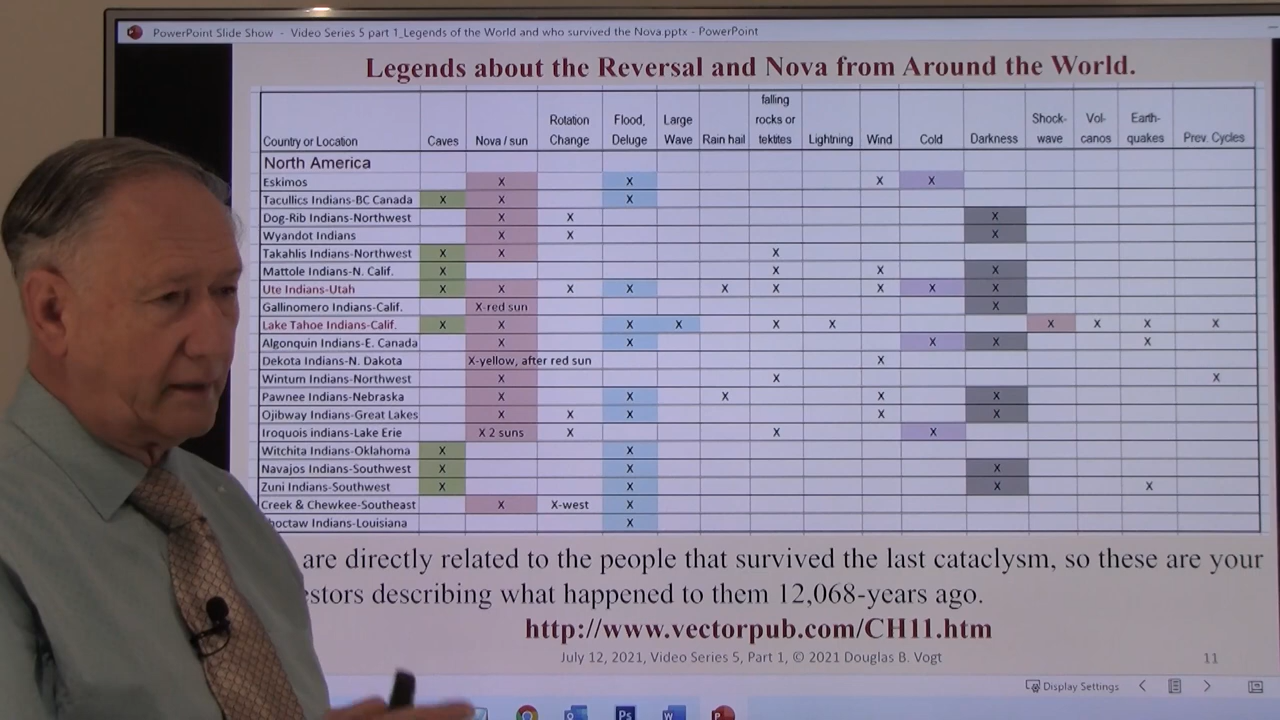 PowerPoint Slide Show - Video Series 5 part 1_Legends of the World and who survived the Nova.pptx - PowerPoint
Legends about the Reversal and Nova from Around the World.
Country or Location Caves Nova / sun Rotation Change Flood, Deluge Large Wave Rain hail falling rocks or tektites Lightning Wind Cold Darkness Shock-wave Vol-canos Earth-quakes Prev. Cycles
North America
Eskimos X X X X
Tacullics Indians-BC Canada X X X
Dog-Rib Indians-Northwest X X X
Wyandot Indians X X X
Takahlis Indians-Northwest X X X
Mattole Indians-N. Calif. X X X X
Ute Indians-Utah X X X X X X X X X
Gallinomero Indians-Calif. X-red sun X
Lake Tahoe Indians-Calif. X X X X X X X X X X
Algonquin Indians-E. Canada X X X X X
Dekota Indians-N. Dakota X-yellow, after red sun X
Wintum Indians-Northwest X X X
Pawnee Indians-Nebraska X X X X X
Ojibway Indians-Great Lakes X X X X X
Iroquois indians-Lake Erie X 2 suns X X X
Witchita Indians-Oklahoma X X
Navajos Indians-Southwest X X X
Zuni Indians-Southwest X X X X
Creek & Chewkee-Southeast X X-west X
hoctaw Indians-Louisiana X
are directly related to the people that survived the last cataclysm, so these are your
stors describing what happened to them 12,068-years ago.
http://www.vectorpub.com/CH11.htm
July 12, 2021, Video Series 5, Part 1, © 2021 Douglas B. Vogt 11
Display Settings